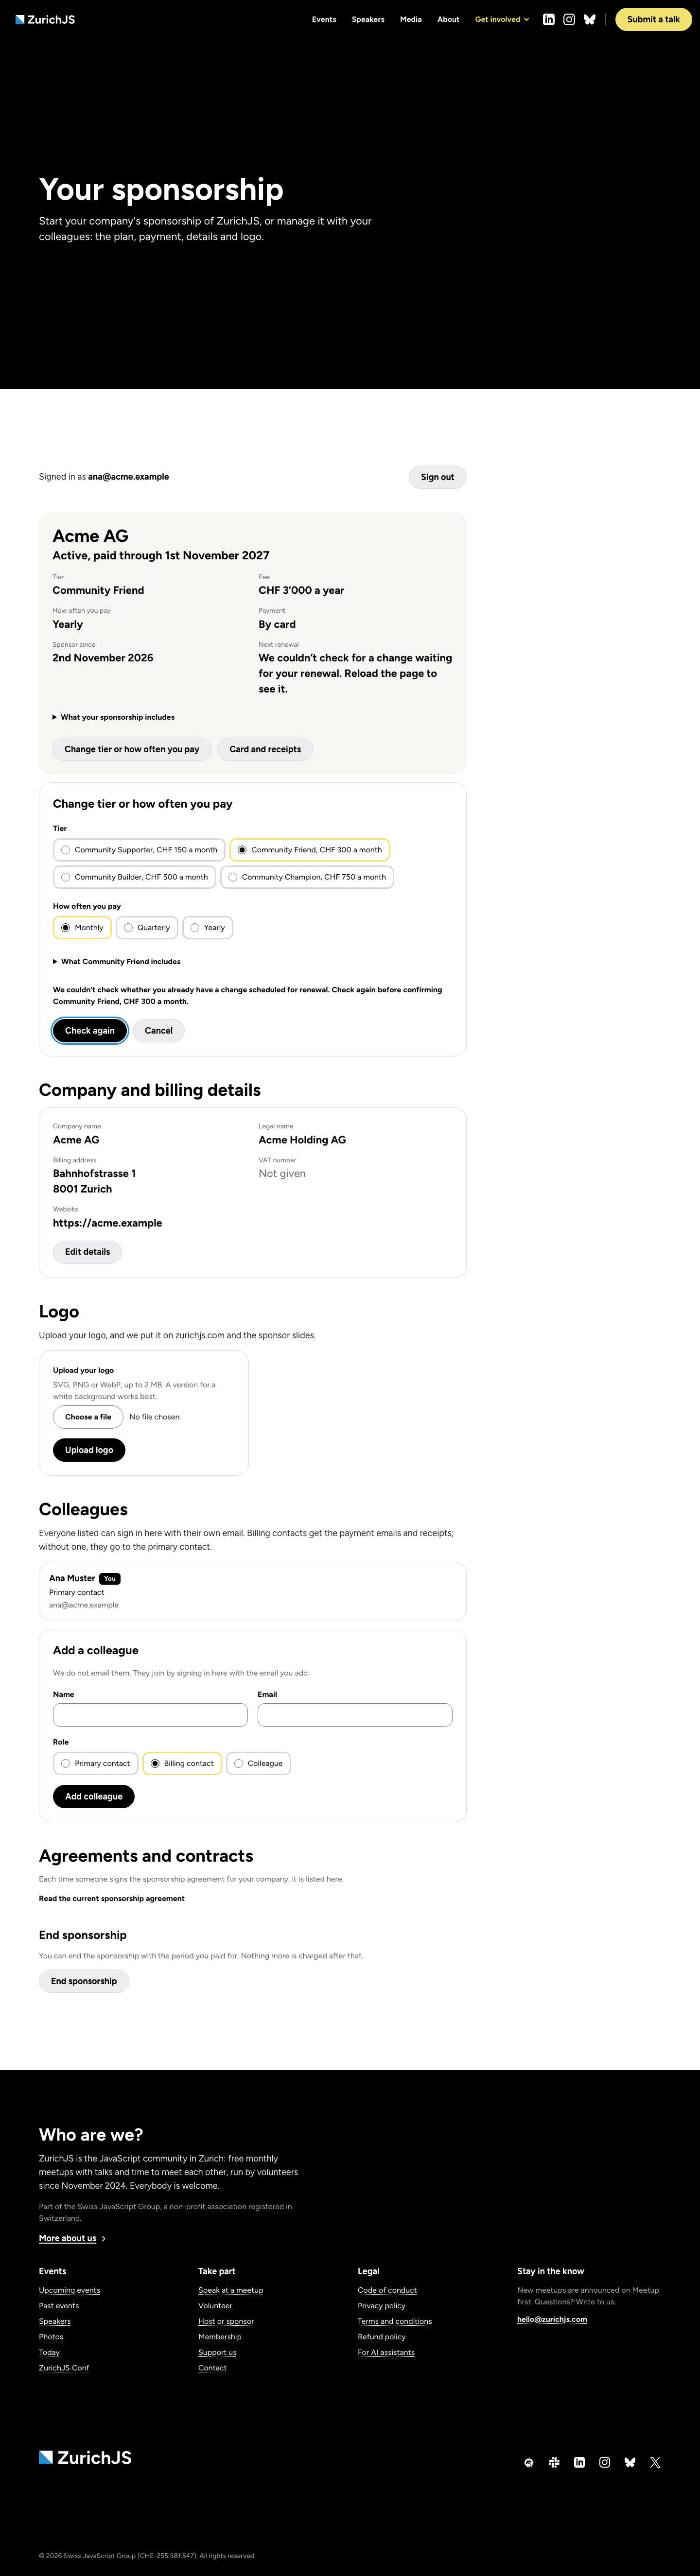 ZurichJS
Events
Speakers
Media
About
Get involved
Submit a talk
Your sponsorship
Start your company's sponsorship of ZurichJS, or manage it with your
colleagues: the plan, payment, details and logo.
Signed in as ana@acme.example
Sign out
Acme AG
Active, paid through 1st November 2027
Tier
Community Friend
Fee
CHF 3’000 a year
How often you pay
Yearly
Payment
By card
Sponsor since
2nd November 2026
Next renewal
We couldn’t check for a change waiting
for your renewal. Reload the page to
see it.
What your sponsorship includes
Change tier or how often you pay
Card and receipts
Change tier or how often you pay
Tier
Community Supporter, CHF 150 a month
Community Friend, CHF 300 a month
Community Builder, CHF 500 a month
Community Champion, CHF 750 a month
How often you pay
Monthly
Quarterly
Yearly
What Community Friend includes
We couldn’t check whether you already have a change scheduled for renewal. Check again before confirming
Community Friend, CHF 300 a month.
Check again
Cancel
Company and billing details
Company name
Acme AG
Legal name
Acme Holding AG
Billing address
Bahnhofstrasse 1
8001 Zurich
VAT number
Not given
Website
https://acme.example
Edit details
Logo
Upload your logo, and we put it on zurichjs.com and the sponsor slides.
Upload your logo
SVG, PNG or WebP, up to 2 MB. A version for a
white background works best.
Choose a file
No file chosen
Upload logo
Colleagues
Everyone listed can sign in here with their own email. Billing contacts get the payment emails and receipts;
without one, they go to the primary contact.
Ana Muster
You
Primary contact
ana@acme.example
Add a colleague
We do not email them. They join by signing in here with the email you add.
Name
Email
Role
Primary contact
Billing contact
Colleague
Add colleague
Agreements and contracts
Each time someone signs the sponsorship agreement for your company, it is listed here.
Read the current sponsorship agreement
End sponsorship
You can end the sponsorship with the period you paid for. Nothing more is charged after that.
End sponsorship
Who are we?
ZurichJS is the JavaScript community in Zurich: free monthly
meetups with talks and time to meet each other, run by volunteers
since November 2024. Everybody is welcome.
Part of the Swiss JavaScript Group, a non-profit association registered in
Switzerland.
More about us
Events
Upcoming events
Past events
Speakers
Photos
Today
ZurichJS Conf
Take part
Speak at a meetup
Volunteer
Host or sponsor
Membership
Support us
Contact
Legal
Code of conduct
Privacy policy
Terms and conditions
Refund policy
For AI assistants
Stay in the know
New meetups are announced on Meetup
first. Questions? Write to us.
hello@zurichjs.com
ZurichJS
© 2026 Swiss JavaScript Group (CHE-255.581.547). All rights reserved.